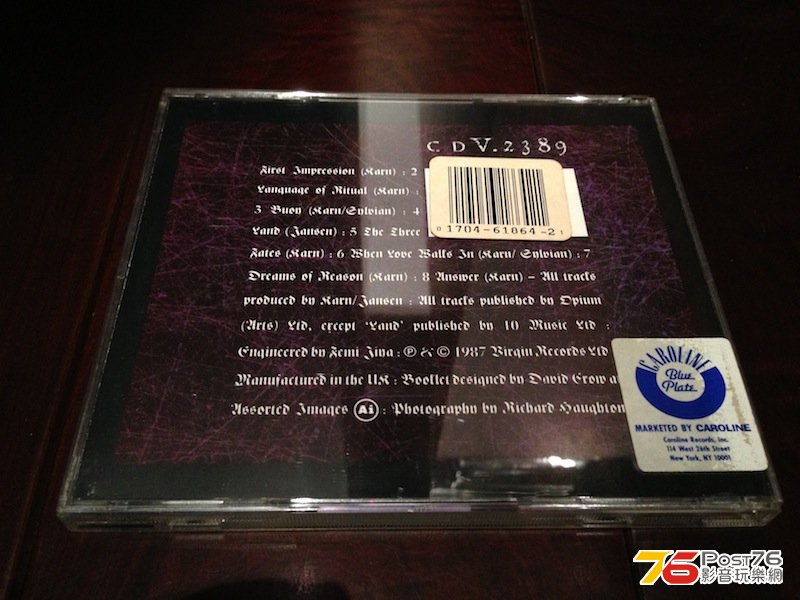 CDV.2389
First Impression (Karn) : 2
Language of Ritual (Karn) :
3 Buoy (Karn/Sylvian) : 4
Land (Jansen) : 5 The Three
Fates (Karn) : 6 When Love Walks In (Karn/ Sylvian) : 7
Dreams of Reason (Karn) : 8 Answer (Karn) – All tracks
produced by Karn/Jansen : All tracks published by Opium
(Arts) Ltd, except 'Land' published by 10 Music Ltd :
Engineered by Femi Jiya : Ⓟ & © 1987 Virgin Records Ltd
Manufactured in the UK : Booklet designed by David Crow a
Assorted Images Ai : Photography by Richard Haughton
0 1704-61864-2 1
CAROLINE
Blue
Plate
MARKETED BY CAROLINE
Caroline Records, Inc.
114 West 26th Street
New York, NY 10001
76 Post76
影音玩樂網